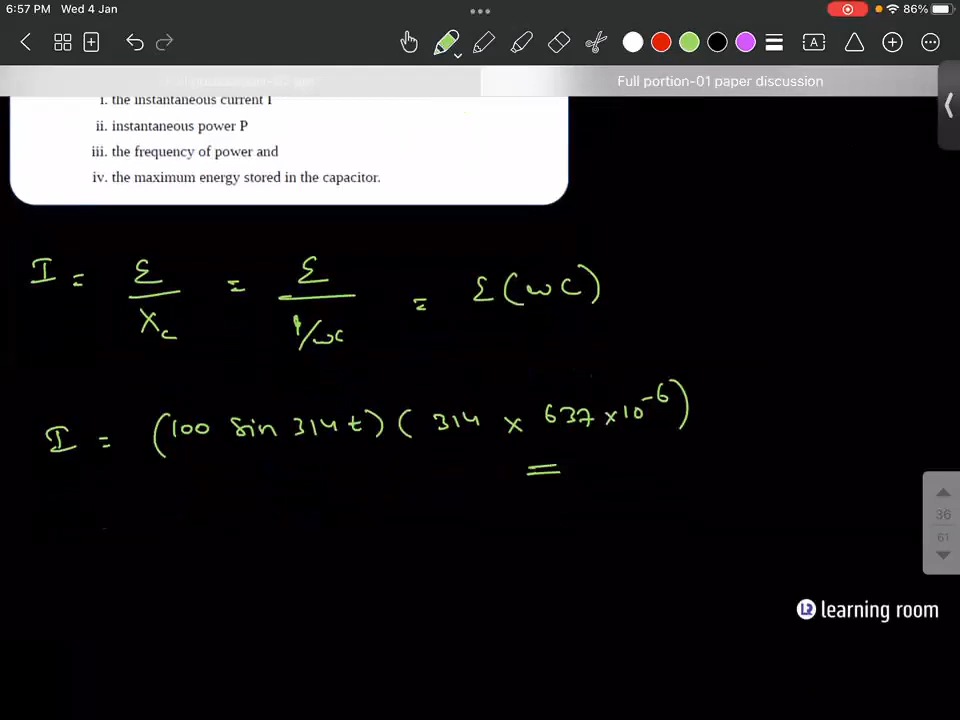 6:57 PM Wed 4 Jan
86%
A
Full portion-01 paper discussion
i. the instantaneous current I
ii. instantaneous power P
iii. the frequency of power and
iv. the maximum energy stored in the capacitor.
I = Ɛ / Xc = Ɛ / 1/ωc = Ɛ (ω c)
I = (100 sin 314 t) ( 314 × 637 × 10⁻⁶)
36
61
LR learning room